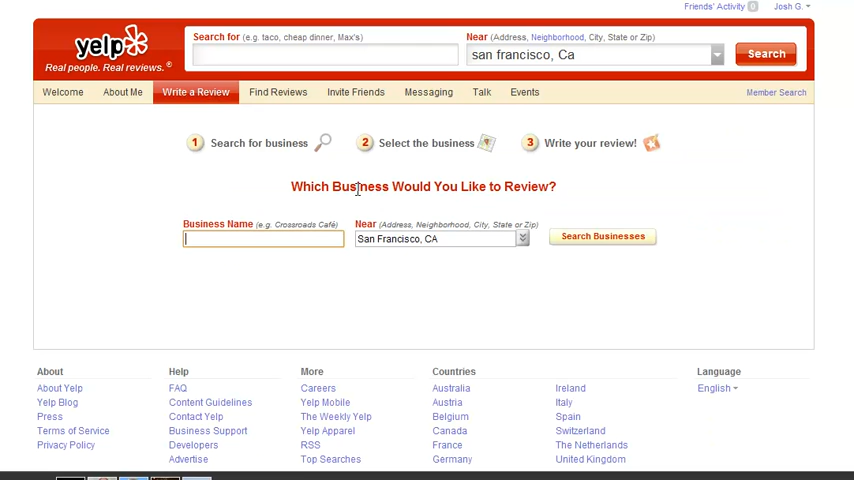 Friends' Activity 0 Josh G.
yelp
Real people. Real reviews. ®
Search for (e.g. taco, cheap dinner, Max's)
Near (Address, Neighborhood, City, State or Zip)
san francisco, Ca
Search
Welcome About Me Write a Review Find Reviews Invite Friends Messaging Talk Events Member Search
1 Search for business 2 Select the business 3 Write your review!
Which Business Would You Like to Review?
Business Name (e.g. Crossroads Café) Near (Address, Neighborhood, City, State or Zip)
San Francisco, CA Search Businesses
About Help More Countries Language
About Yelp FAQ Careers Australia Ireland English
Yelp Blog Content Guidelines Yelp Mobile Austria Italy
Press Contact Yelp The Weekly Yelp Belgium Spain
Terms of Service Business Support Yelp Apparel Canada Switzerland
Privacy Policy Developers RSS France The Netherlands
Advertise Top Searches Germany United Kingdom